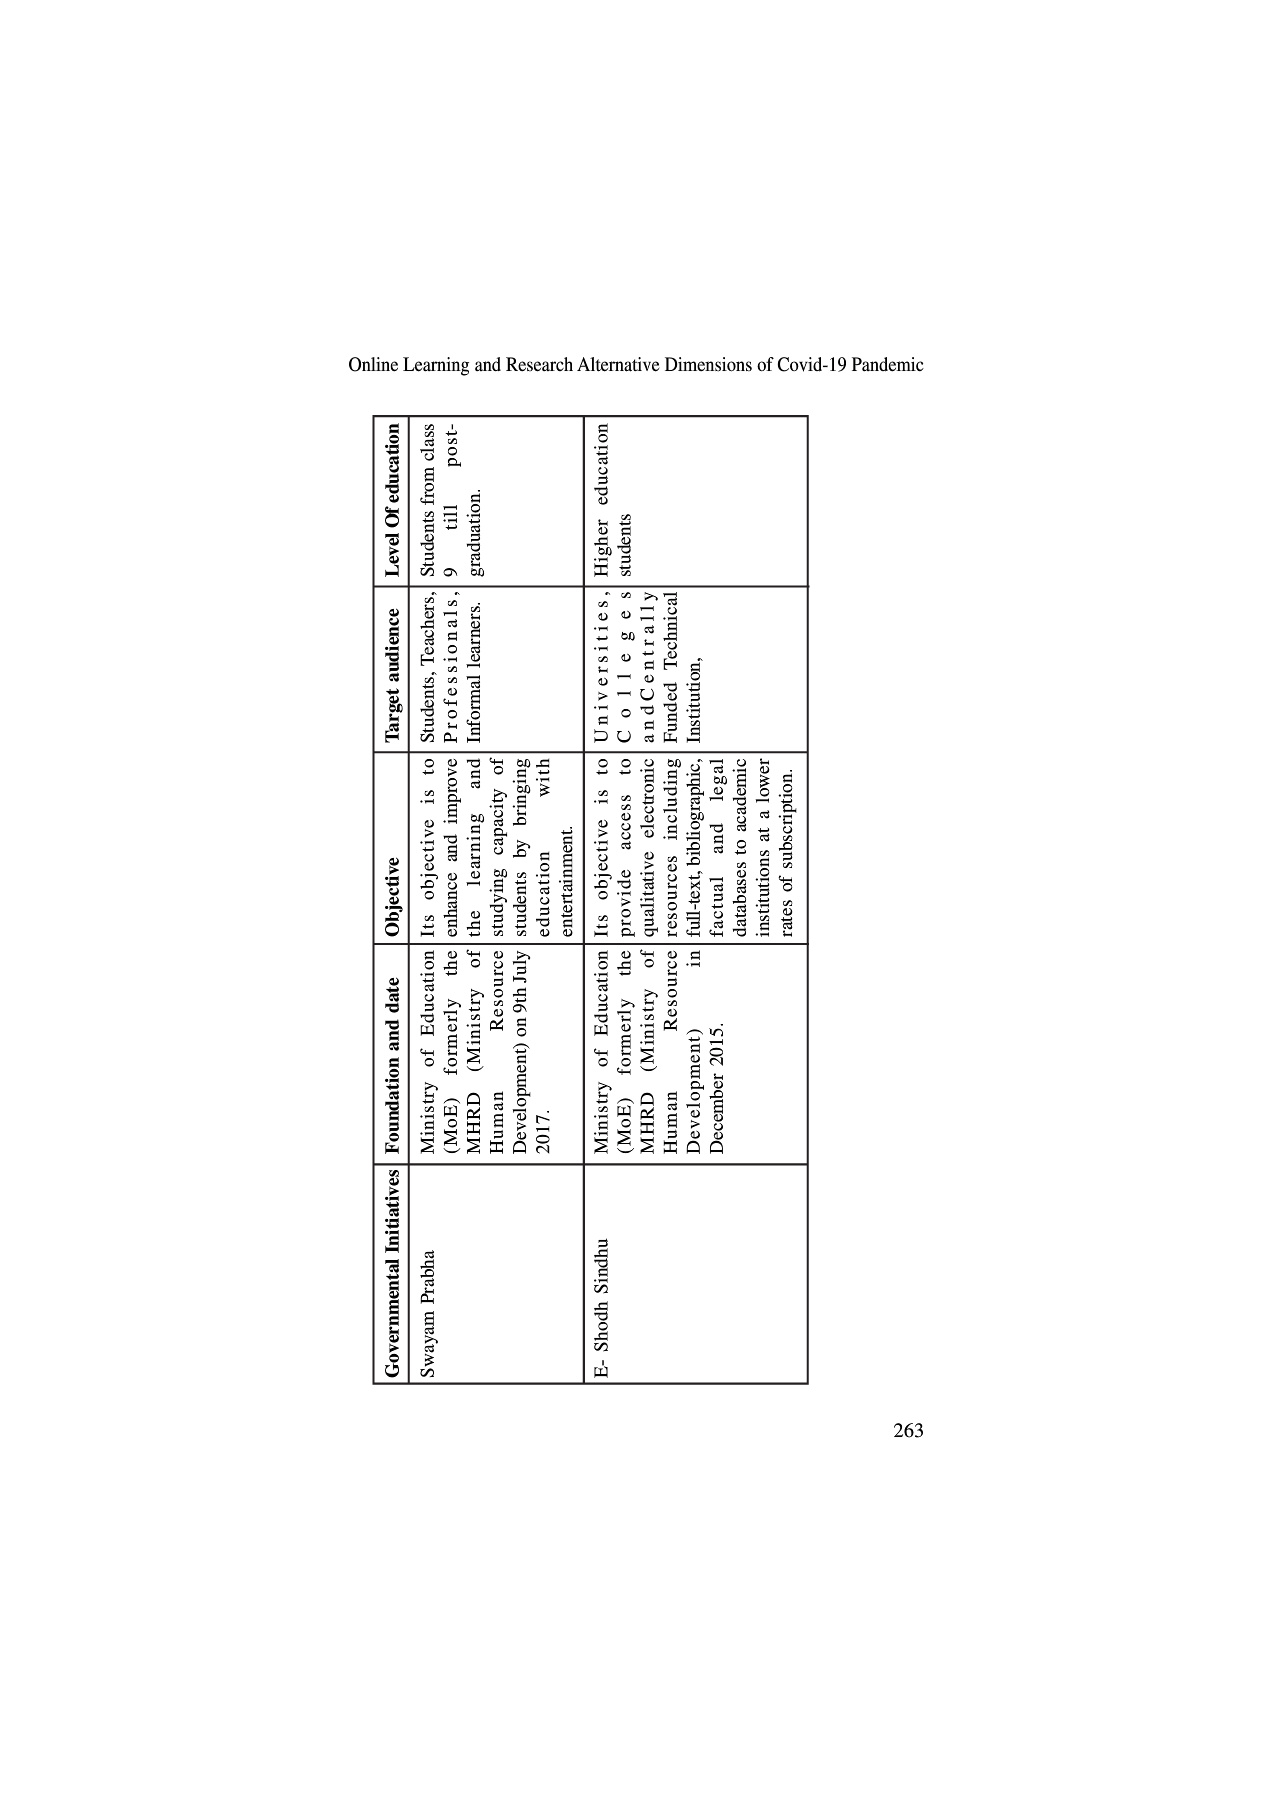 Online Learning and Research Alternative Dimensions of Covid-19 Pandemic
Governmental Initiatives
Foundation and date
Objective
Target audience
Level Of education
Swayam Prabha
Ministry of Education
(MoE) formerly the
MHRD (Ministry of
Human Resource
Development) on 9th July
2017.
Its objective is to
enhance and improve
the learning and
studying capacity of
students by bringing
education with
entertainment.
Students, Teachers,
Professionals,
Informal learners.
Students from class
9 till post-
graduation.
E- Shodh Sindhu
Ministry of Education
(MoE) formerly the
MHRD (Ministry of
Human Resource
Development) in
December 2015.
Its objective is to
provide access to
qualitative electronic
resources including
full-text, bibliographic,
factual and legal
databases to academic
institutions at a lower
rates of subscription.
Universities,
Colleges
andCentrally
Funded Technical
Institution,
Higher education
students
263